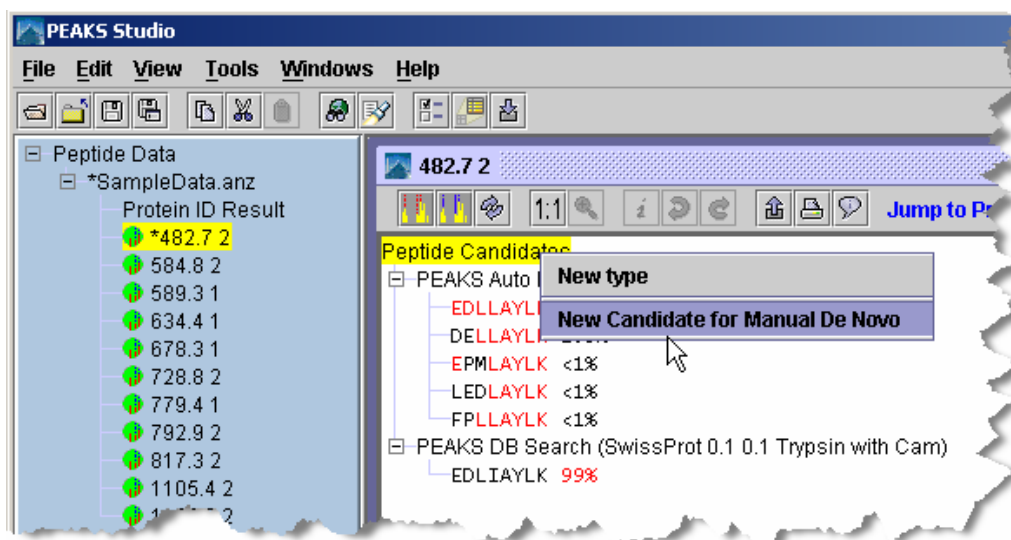 PEAKS Studio
File Edit View Tools Windows Help
Peptide Data
*SampleData.anz
Protein ID Result
*482.7 2
584.8 2
589.3 1
634.4 1
678.3 1
728.8 2
779.4 1
792.9 2
817.3 2
1105.4 2
482.7 2
1:1 i Jump to
Peptide Candidates
PEAKS Auto
New type
EDLLAYL
New Candidate for Manual De Novo
DELLAYLK
EPMLAYLK <1%
LEDLAYLK <1%
FPLLAYLK <1%
PEAKS DB Search (SwissProt 0.1 0.1 Trypsin with Cam)
EDLIAYLK 99%